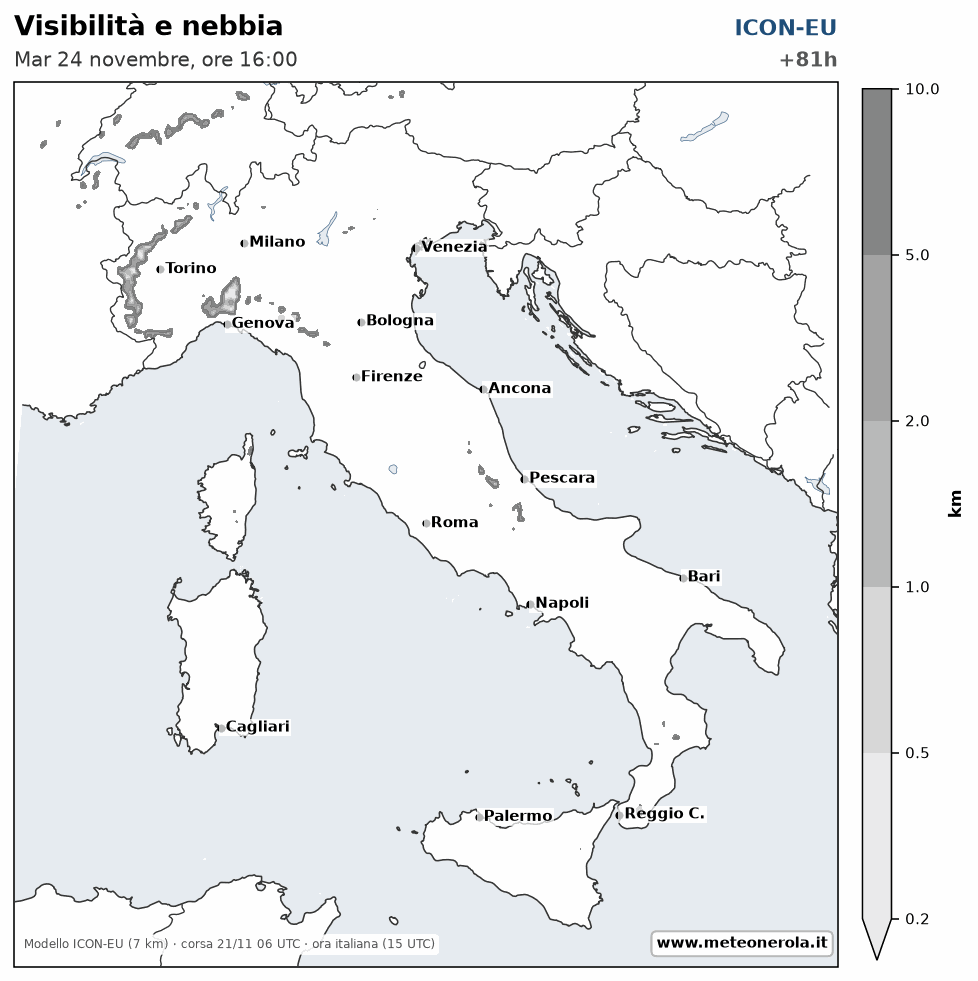 Visibilità e nebbia
ICON-EU
Mar 24 novembre, ore 16:00
+81h
10.0
5.0
2.0
1.0
0.5
0.2
km
Milano
Venezia
Torino
Genova
Bologna
Firenze
Ancona
Pescara
Roma
Bari
Napoli
Cagliari
Palermo
Reggio C.
Modello ICON-EU (7 km) · corsa 21/11 06 UTC · ora italiana (15 UTC)
www.meteonerola.it